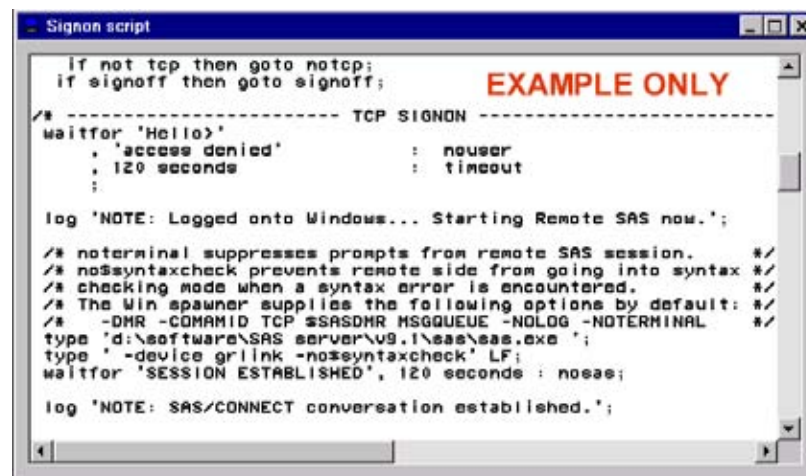 Signon script
if not tcp then goto notcp;
if signoff then goto signoff;
EXAMPLE ONLY
/* ----------------------- TCP SIGNON -------------------------
waitfor 'Hello>'
, 'access denied' : nouser
, 120 seconds : timeout
;
log 'NOTE: Logged onto Windows... Starting Remote SAS now.';
/* noterminal suppresses prompts from remote SAS session. */
/* no$syntaxcheck prevents remote side from going into syntax */
/* checking mode when a syntax error is encountered. */
/* The Win spawner supplies the following options by default: */
/* -DMR -COMAMID TCP $SASDMR MSGQUEUE -NOLOG -NOTERMINAL */
type 'd:\software\SAS server\v9.1\sas\sas.exe ';
type ' -device grlink -no$syntaxcheck' LF;
waitfor 'SESSION ESTABLISHED', 120 seconds : nosas;
log 'NOTE: SAS/CONNECT conversation established.';